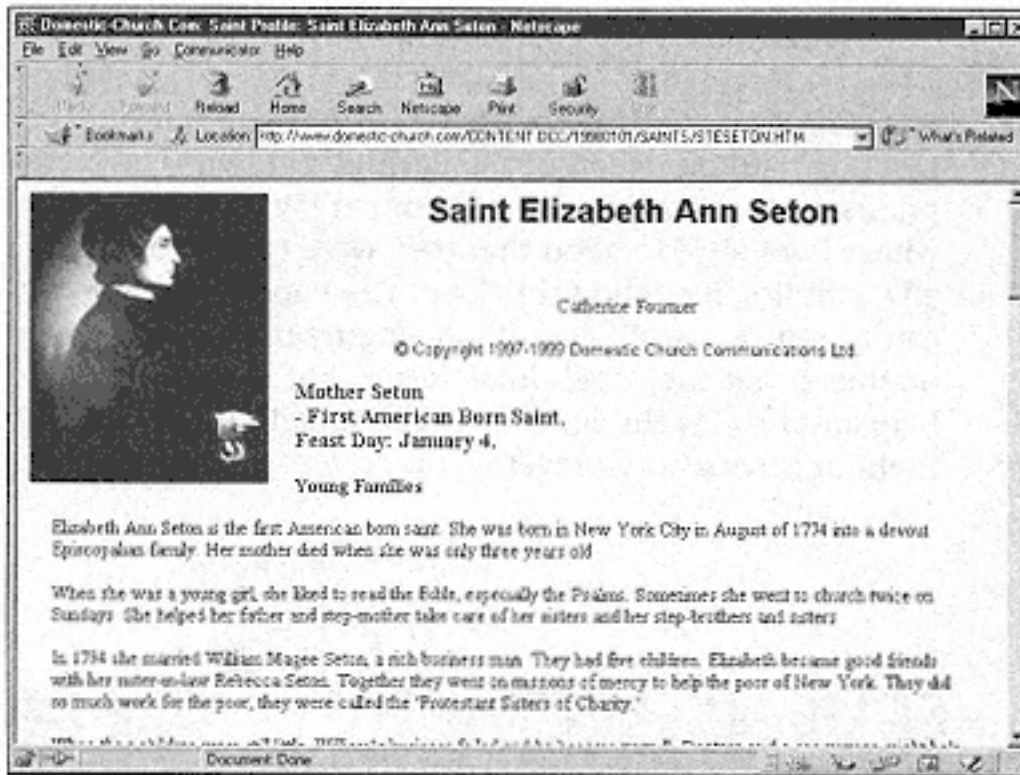 Domestic-Church.Com: Saint Profile: Saint Elizabeth Ann Seton - Netscape
File Edit View Go Communicator Help
Back Forward Reload Home Search Netscape Print Security Stop
Bookmarks Location http://www.domestic-church.com/CONTENT.DCC/19980101/SAINTS/STESETON.HTM What's Related
Saint Elizabeth Ann Seton
Catherine Fournier
© Copyright 1997-1999 Domestic Church Communications Ltd.
Mother Seton
- First American Born Saint,
Feast Day: January 4,
Young Families
Elizabeth Ann Seton is the first American born saint. She was born in New York City in August of 1774 into a devout
Episcopalian family. Her mother died when she was only three years old
When she was a young girl, she liked to read the Bible, especially the Psalms. Sometimes she went to church twice on
Sundays. She helped her father and step-mother take care of her sisters and her step-brothers and sisters
In 1794 she married William Magee Seton, a rich business man. They had five children. Elizabeth became good friends
with her sister-in-law Rebecca Seton. Together they went on missions of mercy to help the poor of New York. They did
so much work for the poor, they were called the "Protestant Sisters of Charity."
Document: Done